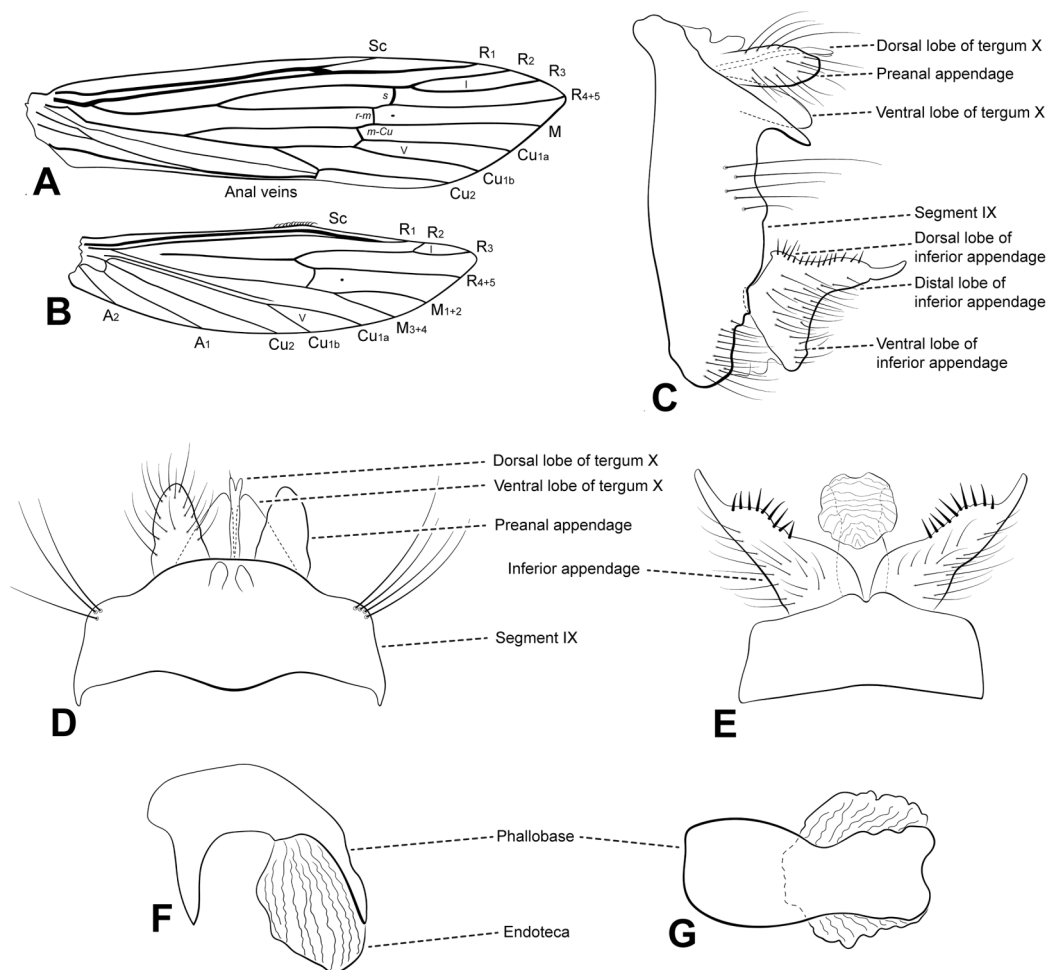 Sc
R1
R2
R3
R4+5
M
Cu1a
Cu1b
Cu2
Anal veins
I
s
r-m
m-Cu
V
A
Sc
R1
R2
R3
R4+5
M1+2
M3+4
Cu1a
Cu1b
Cu2
A1
A2
I
V
B
Dorsal lobe of tergum X
Preanal appendage
Ventral lobe of tergum X
Segment IX
Dorsal lobe of
inferior appendage
Distal lobe of
inferior appendage
Ventral lobe of
inferior appendage
C
Dorsal lobe of tergum X
Ventral lobe of tergum X
Preanal appendage
Inferior appendage
Segment IX
D
E
Phallobase
Endoteca
F
G